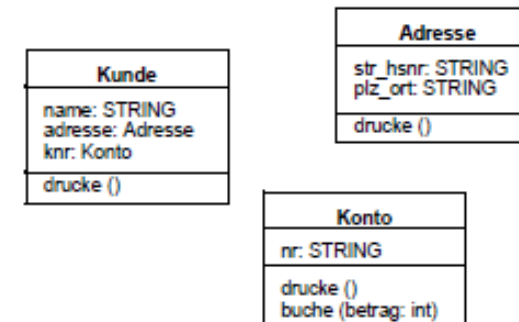 Adresse
str_hsnr: STRING
plz_ort: STRING
drucke ()
Kunde
name: STRING
adresse: Adresse
knr: Konto
drucke ()
Konto
nr: STRING
drucke ()
buche (betrag: int)